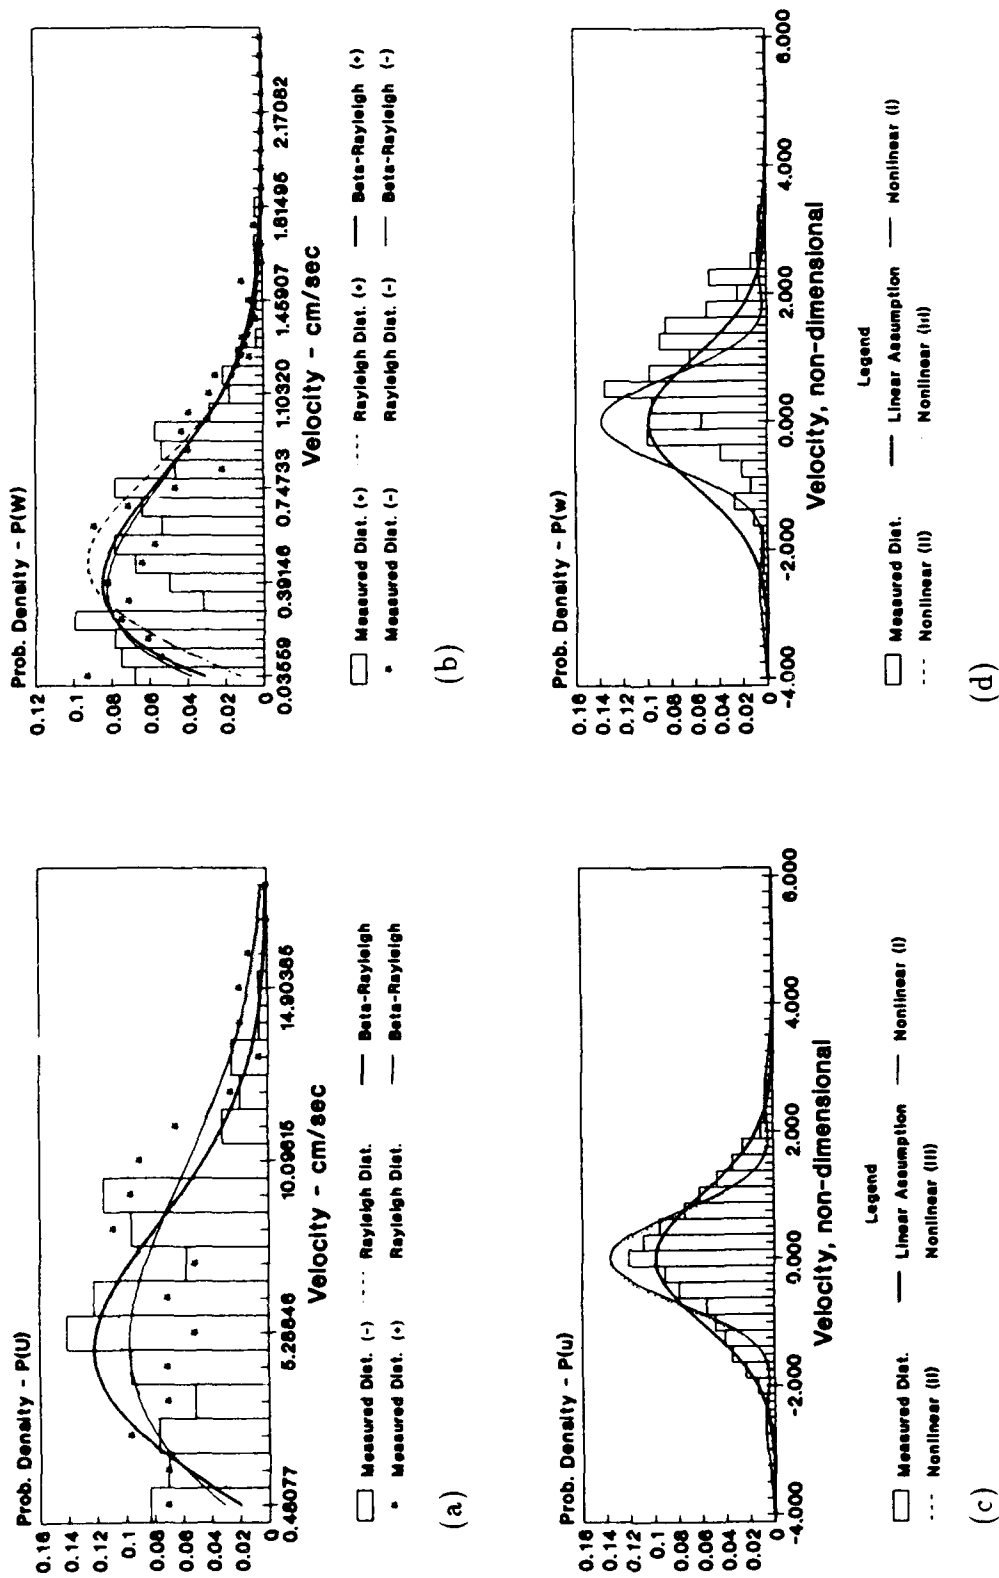 Prob. Density - P(U)
0.16
0.14
0.12
0.1
0.08
0.06
0.04
0.02
0
0.48077 5.28846 10.09615 14.90385
Velocity - cm/sec
Measured Dist. (-) Rayleigh Dist. Beta-Rayleigh
Measured Dist. (+) Rayleigh Dist. Beta-Rayleigh
(a)
Prob. Density - P(W)
0.12
0.1
0.08
0.06
0.04
0.02
0
0.03559 0.39146 0.74733 1.10320 1.45907 1.81495 2.17082
Velocity - cm/sec
Measured Dist. (+) Rayleigh Dist. (+) Beta-Rayleigh (+)
Measured Dist. (-) Rayleigh Dist. (-) Beta-Rayleigh (-)
(b)
Prob. Density - P(u)
0.16
0.14
0.12
0.1
0.08
0.06
0.04
0.02
0
-4.000 -2.000 0.000 2.000 4.000 6.000
Velocity, non-dimensional
Legend
Measured Dist. Linear Assumption Nonlinear (I)
Nonlinear (II) Nonlinear (III)
(c)
Prob. Density - P(w)
0.16
0.14
0.12
0.1
0.08
0.06
0.04
0.02
0
-4.000 -2.000 0.000 2.000 4.000 6.000
Velocity, non-dimensional
Legend
Measured Dist. Linear Assumption Nonlinear (I)
Nonlinear (II) Nonlinear (III)
(d)